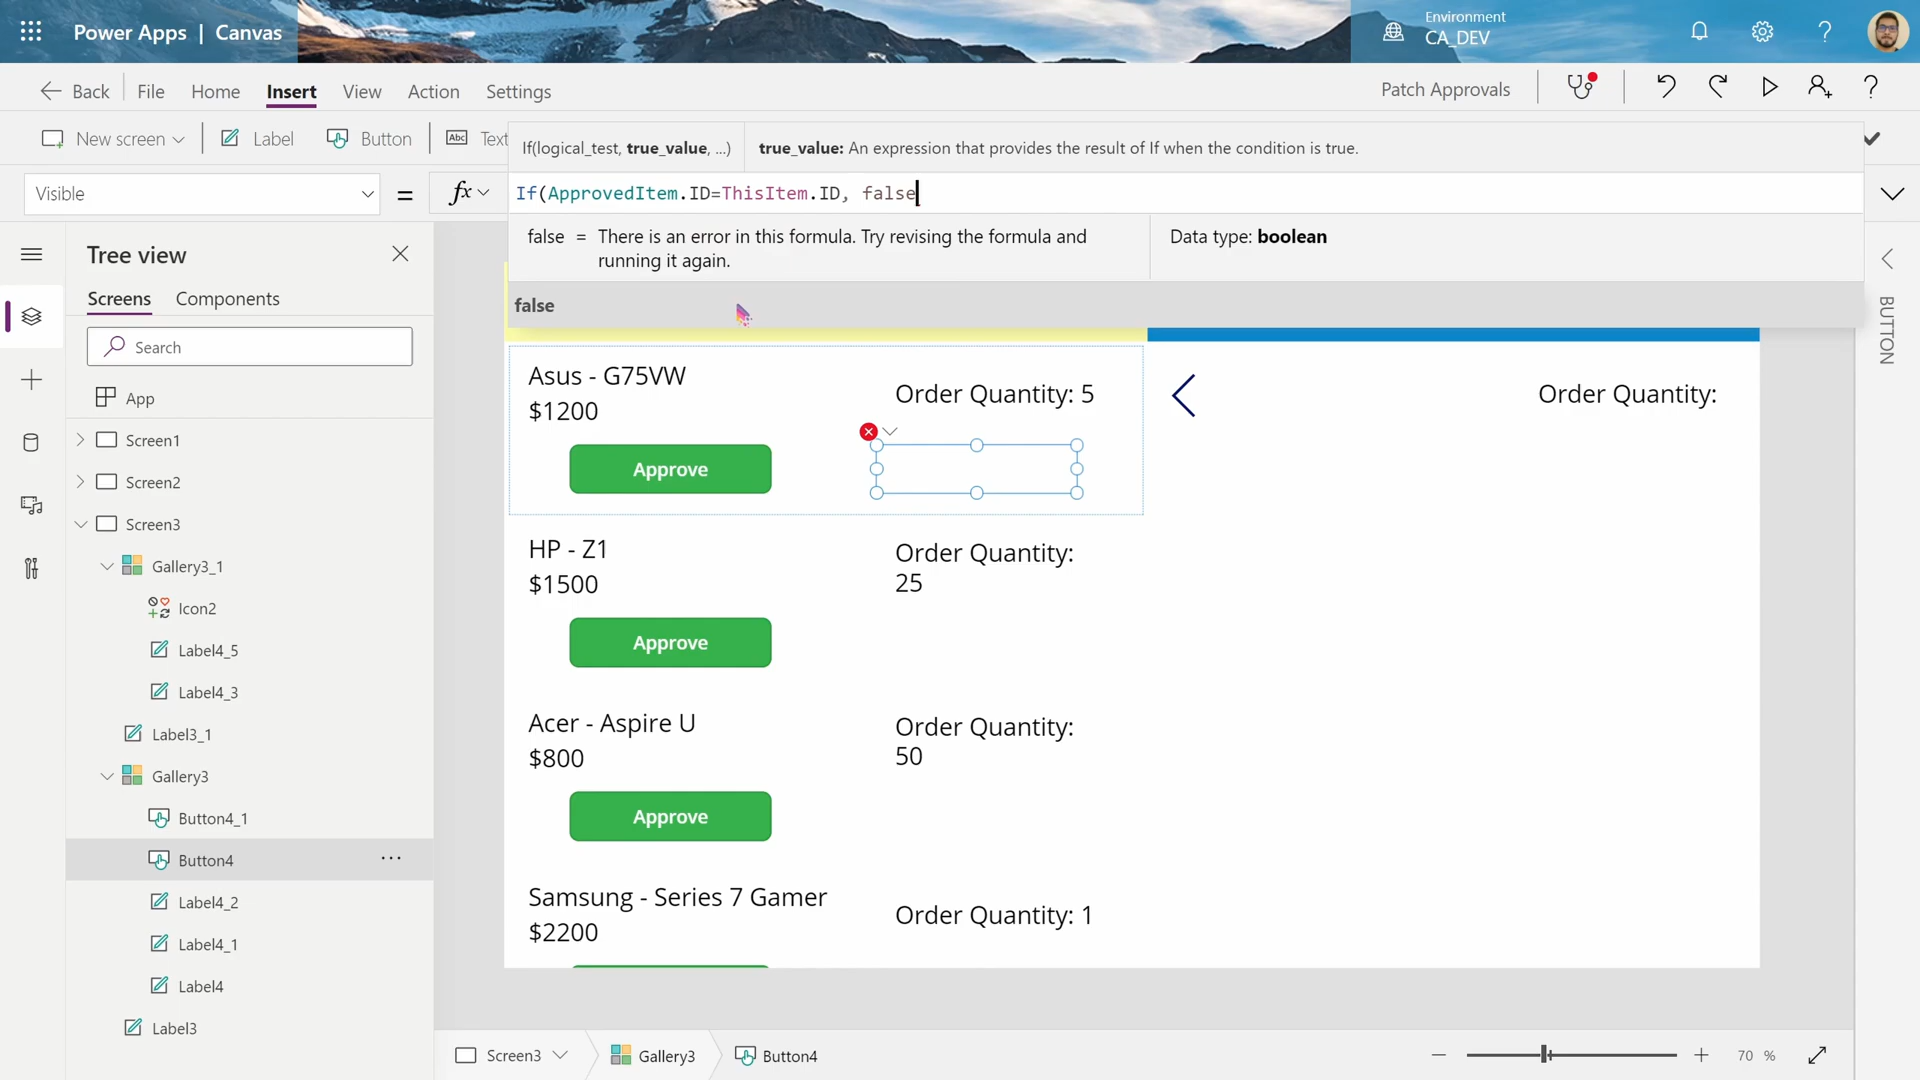 Power Apps | Canvas
Environment
CA_DEV
?
Back
File
Home
Insert
View
Action
Settings
Patch Approvals
?
New screen
Label
Button
Abc
Text
If(logical_test, true_value, ...)
true_value: An expression that provides the result of If when the condition is true.
Visible
=
fx
If(ApprovedItem.ID=ThisItem.ID, false
false = There is an error in this formula. Try revising the formula and
running it again.
Data type: boolean
false
Tree view
Screens
Components
Search
App
Screen1
Screen2
Screen3
Gallery3_1
Icon2
Label4_5
Label4_3
Label3_1
Gallery3
Button4_1
Button4
...
Label4_2
Label4_1
Label4
Label3
Asus - G75VW
$1200
Order Quantity: 5
Approve
HP - Z1
$1500
Order Quantity:
25
Approve
Acer - Aspire U
$800
Order Quantity:
50
Approve
Samsung - Series 7 Gamer
$2200
Order Quantity: 1
Order Quantity:
BUTTON
Screen3
Gallery3
Button4
70 %